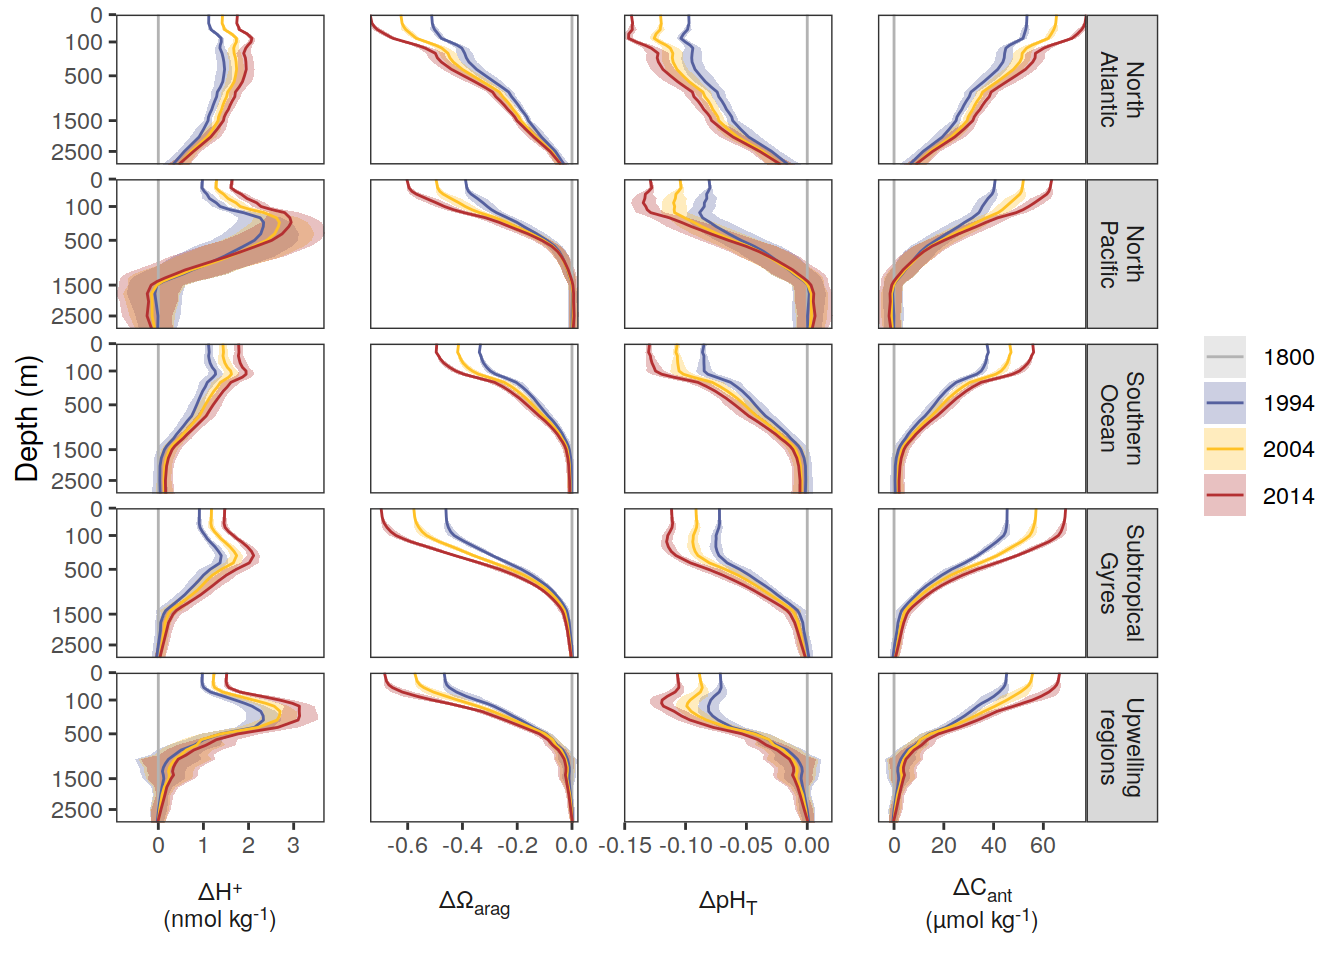 0
100
500
1500
2500
North
Atlantic
0
100
500
1500
2500
North
Pacific
0
100
500
1500
2500
Southern
Ocean
0
100
500
1500
2500
Subtropical
Gyres
0
100
500
1500
2500
Upwelling
regions
Depth (m)
1800
1994
2004
2014
0 1 2 3
-0.6 -0.4 -0.2 0.0
-0.15 -0.10 -0.05 0.00
0 20 40 60
ΔH⁺
(nmol kg⁻¹)
ΔΩarag
ΔpHT
ΔCant
(μmol kg⁻¹)